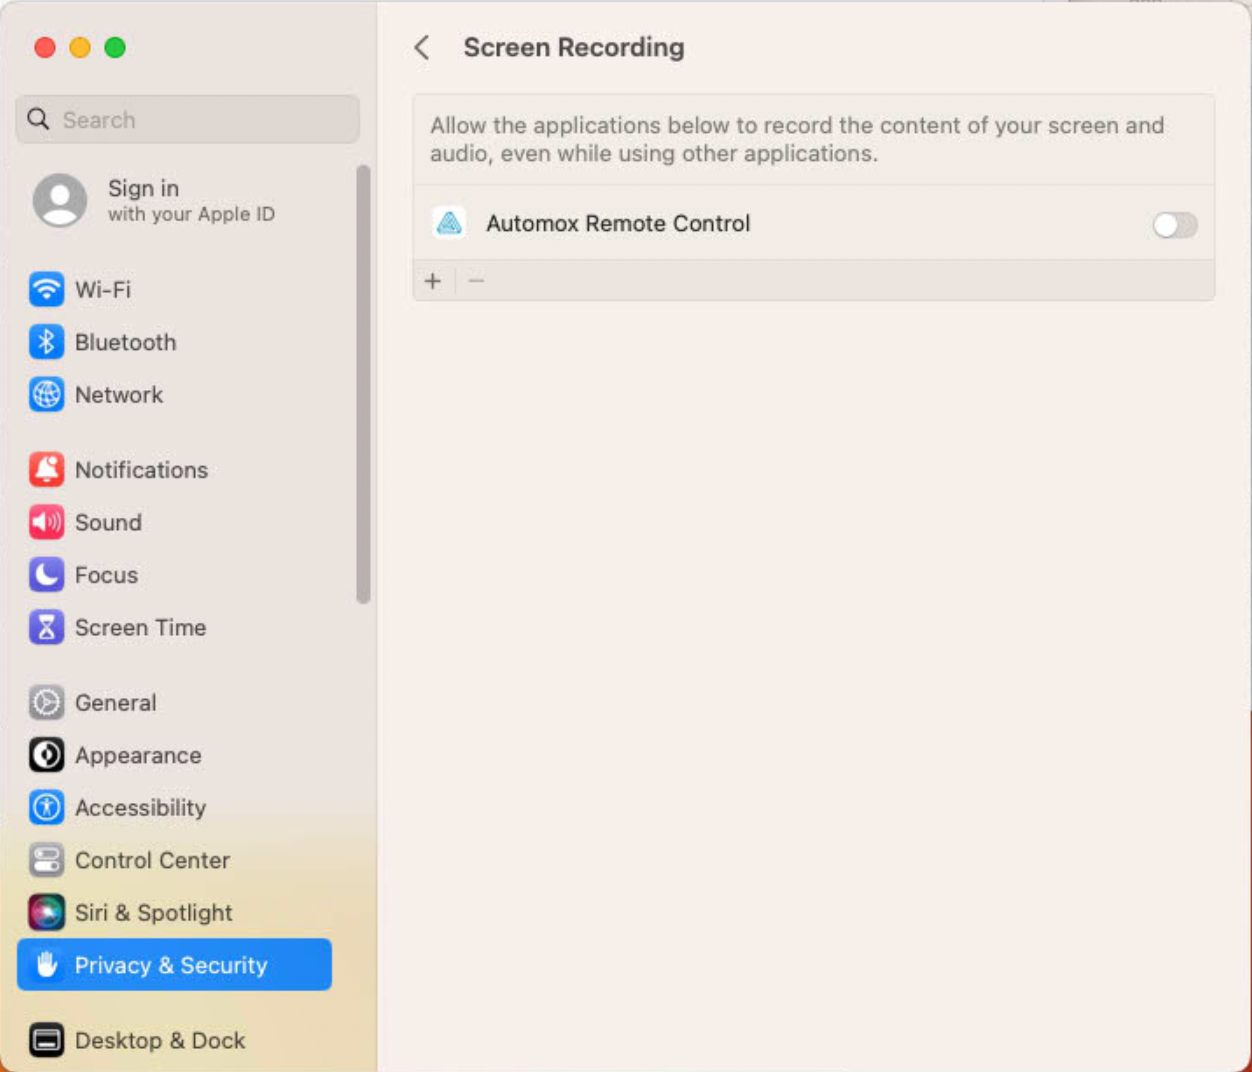 Search
Sign in
with your Apple ID
Wi-Fi
Bluetooth
Network
Notifications
Sound
Focus
Screen Time
General
Appearance
Accessibility
Control Center
Siri & Spotlight
Privacy & Security
Desktop & Dock
Screen Recording
Allow the applications below to record the content of your screen and
audio, even while using other applications.
Automox Remote Control